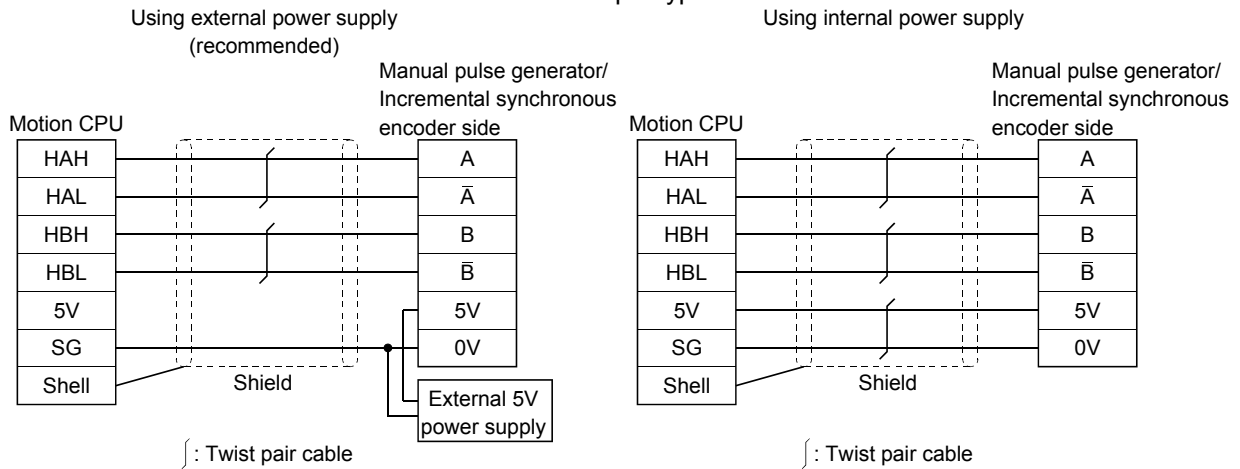 Using external power supply
(recommended)
Manual pulse generator/
Incremental synchronous
encoder side
Motion CPU
HAH
A
HAL
A̅
HBH
B
HBL
B̅
5V
5V
SG
0V
Shell
Shield
External 5V
power supply
: Twist pair cable
Using internal power supply
Manual pulse generator/
Incremental synchronous
encoder side
Motion CPU
HAH
A
HAL
A̅
HBH
B
HBL
B̅
5V
5V
SG
0V
Shell
Shield
: Twist pair cable